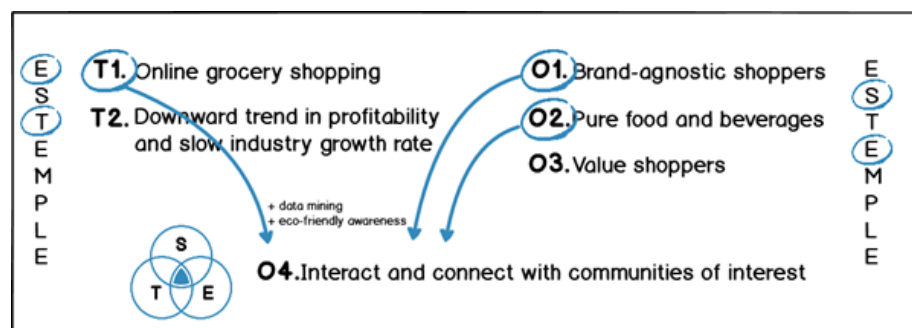 E
S
T
E
M
P
L
E
T1. Online grocery shopping
T2. Downward trend in profitability
and slow industry growth rate
O1. Brand-agnostic shoppers
O2. Pure food and beverages
O3. Value shoppers
+ data mining
+ eco-friendly awareness
O4. Interact and connect with communities of interest
S
T E
E
S
T
E
M
P
L
E